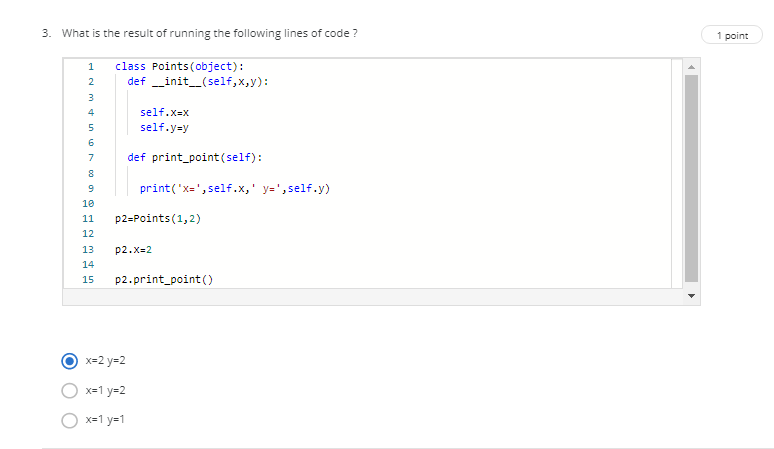 3. What is the result of running the following lines of code ?
1 point
1 class Points(object):
2 def __init__(self,x,y):
3
4 self.x=x
5 self.y=y
6
7 def print_point(self):
8
9 print('x=',self.x,' y=',self.y)
10
11 p2=Points(1,2)
12
13 p2.x=2
14
15 p2.print_point()
x=2 y=2
x=1 y=2
x=1 y=1